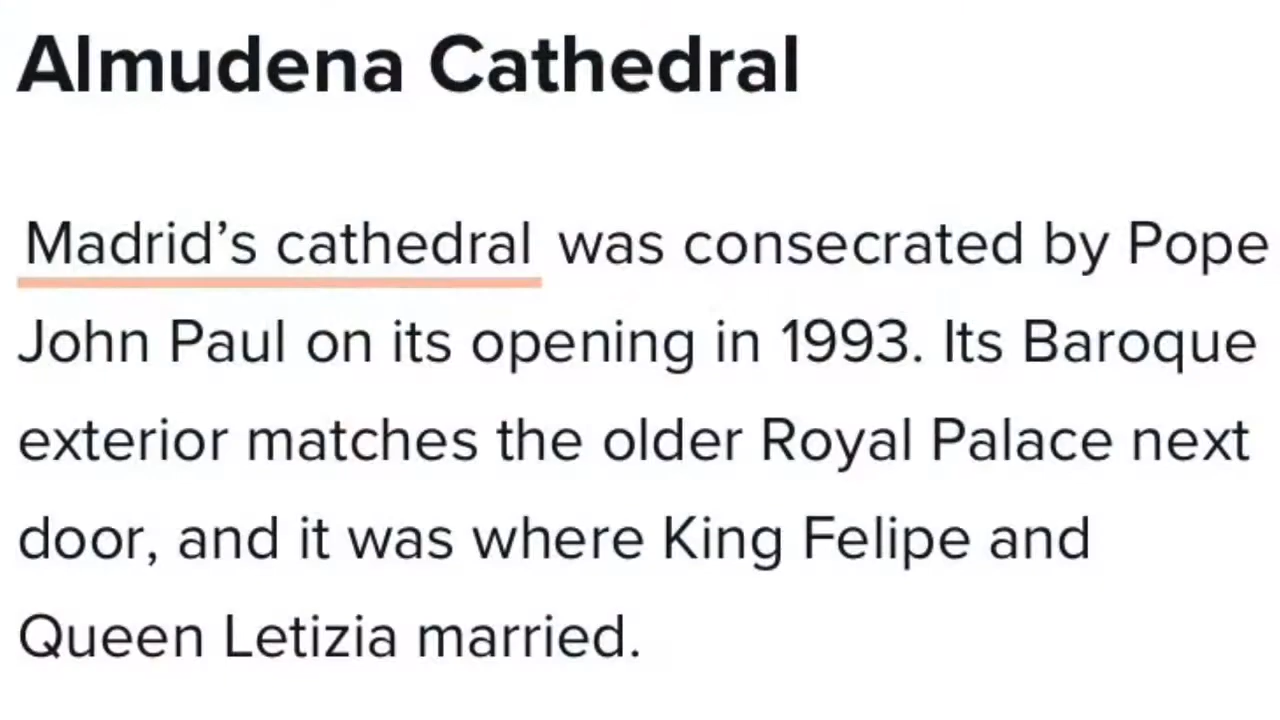 Almudena Cathedral
Madrid’s cathedral was consecrated by Pope
John Paul on its opening in 1993. Its Baroque
exterior matches the older Royal Palace next
door, and it was where King Felipe and
Queen Letizia married.